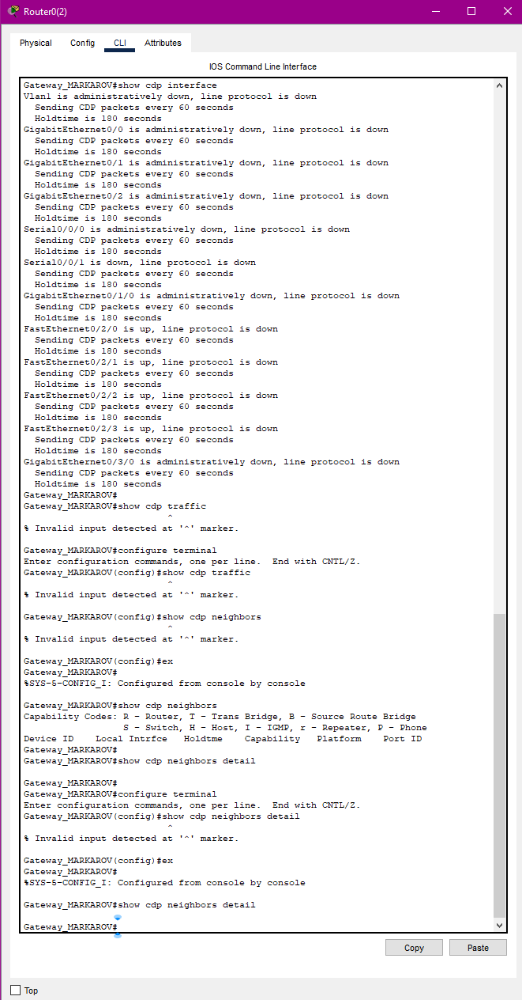 Router0(2)
Physical Config CLI Attributes
IOS Command Line Interface
Gateway_MARKAROV#show cdp interface
Vlan1 is administratively down, line protocol is down
  Sending CDP packets every 60 seconds
  Holdtime is 180 seconds
GigabitEthernet0/0 is administratively down, line protocol is down
  Sending CDP packets every 60 seconds
  Holdtime is 180 seconds
GigabitEthernet0/1 is administratively down, line protocol is down
  Sending CDP packets every 60 seconds
  Holdtime is 180 seconds
GigabitEthernet0/2 is administratively down, line protocol is down
  Sending CDP packets every 60 seconds
  Holdtime is 180 seconds
Serial0/0/0 is administratively down, line protocol is down
  Sending CDP packets every 60 seconds
  Holdtime is 180 seconds
Serial0/0/1 is down, line protocol is down
  Sending CDP packets every 60 seconds
  Holdtime is 180 seconds
GigabitEthernet0/1/0 is administratively down, line protocol is down
  Sending CDP packets every 60 seconds
  Holdtime is 180 seconds
FastEthernet0/2/0 is up, line protocol is down
  Sending CDP packets every 60 seconds
  Holdtime is 180 seconds
FastEthernet0/2/1 is up, line protocol is down
  Sending CDP packets every 60 seconds
  Holdtime is 180 seconds
FastEthernet0/2/2 is up, line protocol is down
  Sending CDP packets every 60 seconds
  Holdtime is 180 seconds
FastEthernet0/2/3 is up, line protocol is down
  Sending CDP packets every 60 seconds
  Holdtime is 180 seconds
GigabitEthernet0/3/0 is administratively down, line protocol is down
  Sending CDP packets every 60 seconds
  Holdtime is 180 seconds
Gateway_MARKAROV#
Gateway_MARKAROV#show cdp traffic
                          ^
% Invalid input detected at '^' marker.
Gateway_MARKAROV#configure terminal
Enter configuration commands, one per line.  End with CNTL/Z.
Gateway_MARKAROV(config)#show cdp traffic
                          ^
% Invalid input detected at '^' marker.
Gateway_MARKAROV(config)#show cdp neighbors
                          ^
% Invalid input detected at '^' marker.
Gateway_MARKAROV(config)#ex
Gateway_MARKAROV#
%SYS-5-CONFIG_I: Configured from console by console
Gateway_MARKAROV#show cdp neighbors
Capability Codes: R - Router, T - Trans Bridge, B - Source Route Bridge
                  S - Switch, H - Host, I - IGMP, r - Repeater, P - Phone
Device ID    Local Intrfce   Holdtme    Capability   Platform    Port ID
Gateway_MARKAROV#
Gateway_MARKAROV#show cdp neighbors detail
Gateway_MARKAROV#
Gateway_MARKAROV#configure terminal
Enter configuration commands, one per line.  End with CNTL/Z.
Gateway_MARKAROV(config)#show cdp neighbors detail
                          ^
% Invalid input detected at '^' marker.
Gateway_MARKAROV(config)#ex
Gateway_MARKAROV#
%SYS-5-CONFIG_I: Configured from console by console
Gateway_MARKAROV#show cdp neighbors detail
Gateway_MARKAROV#
Copy Paste
Top